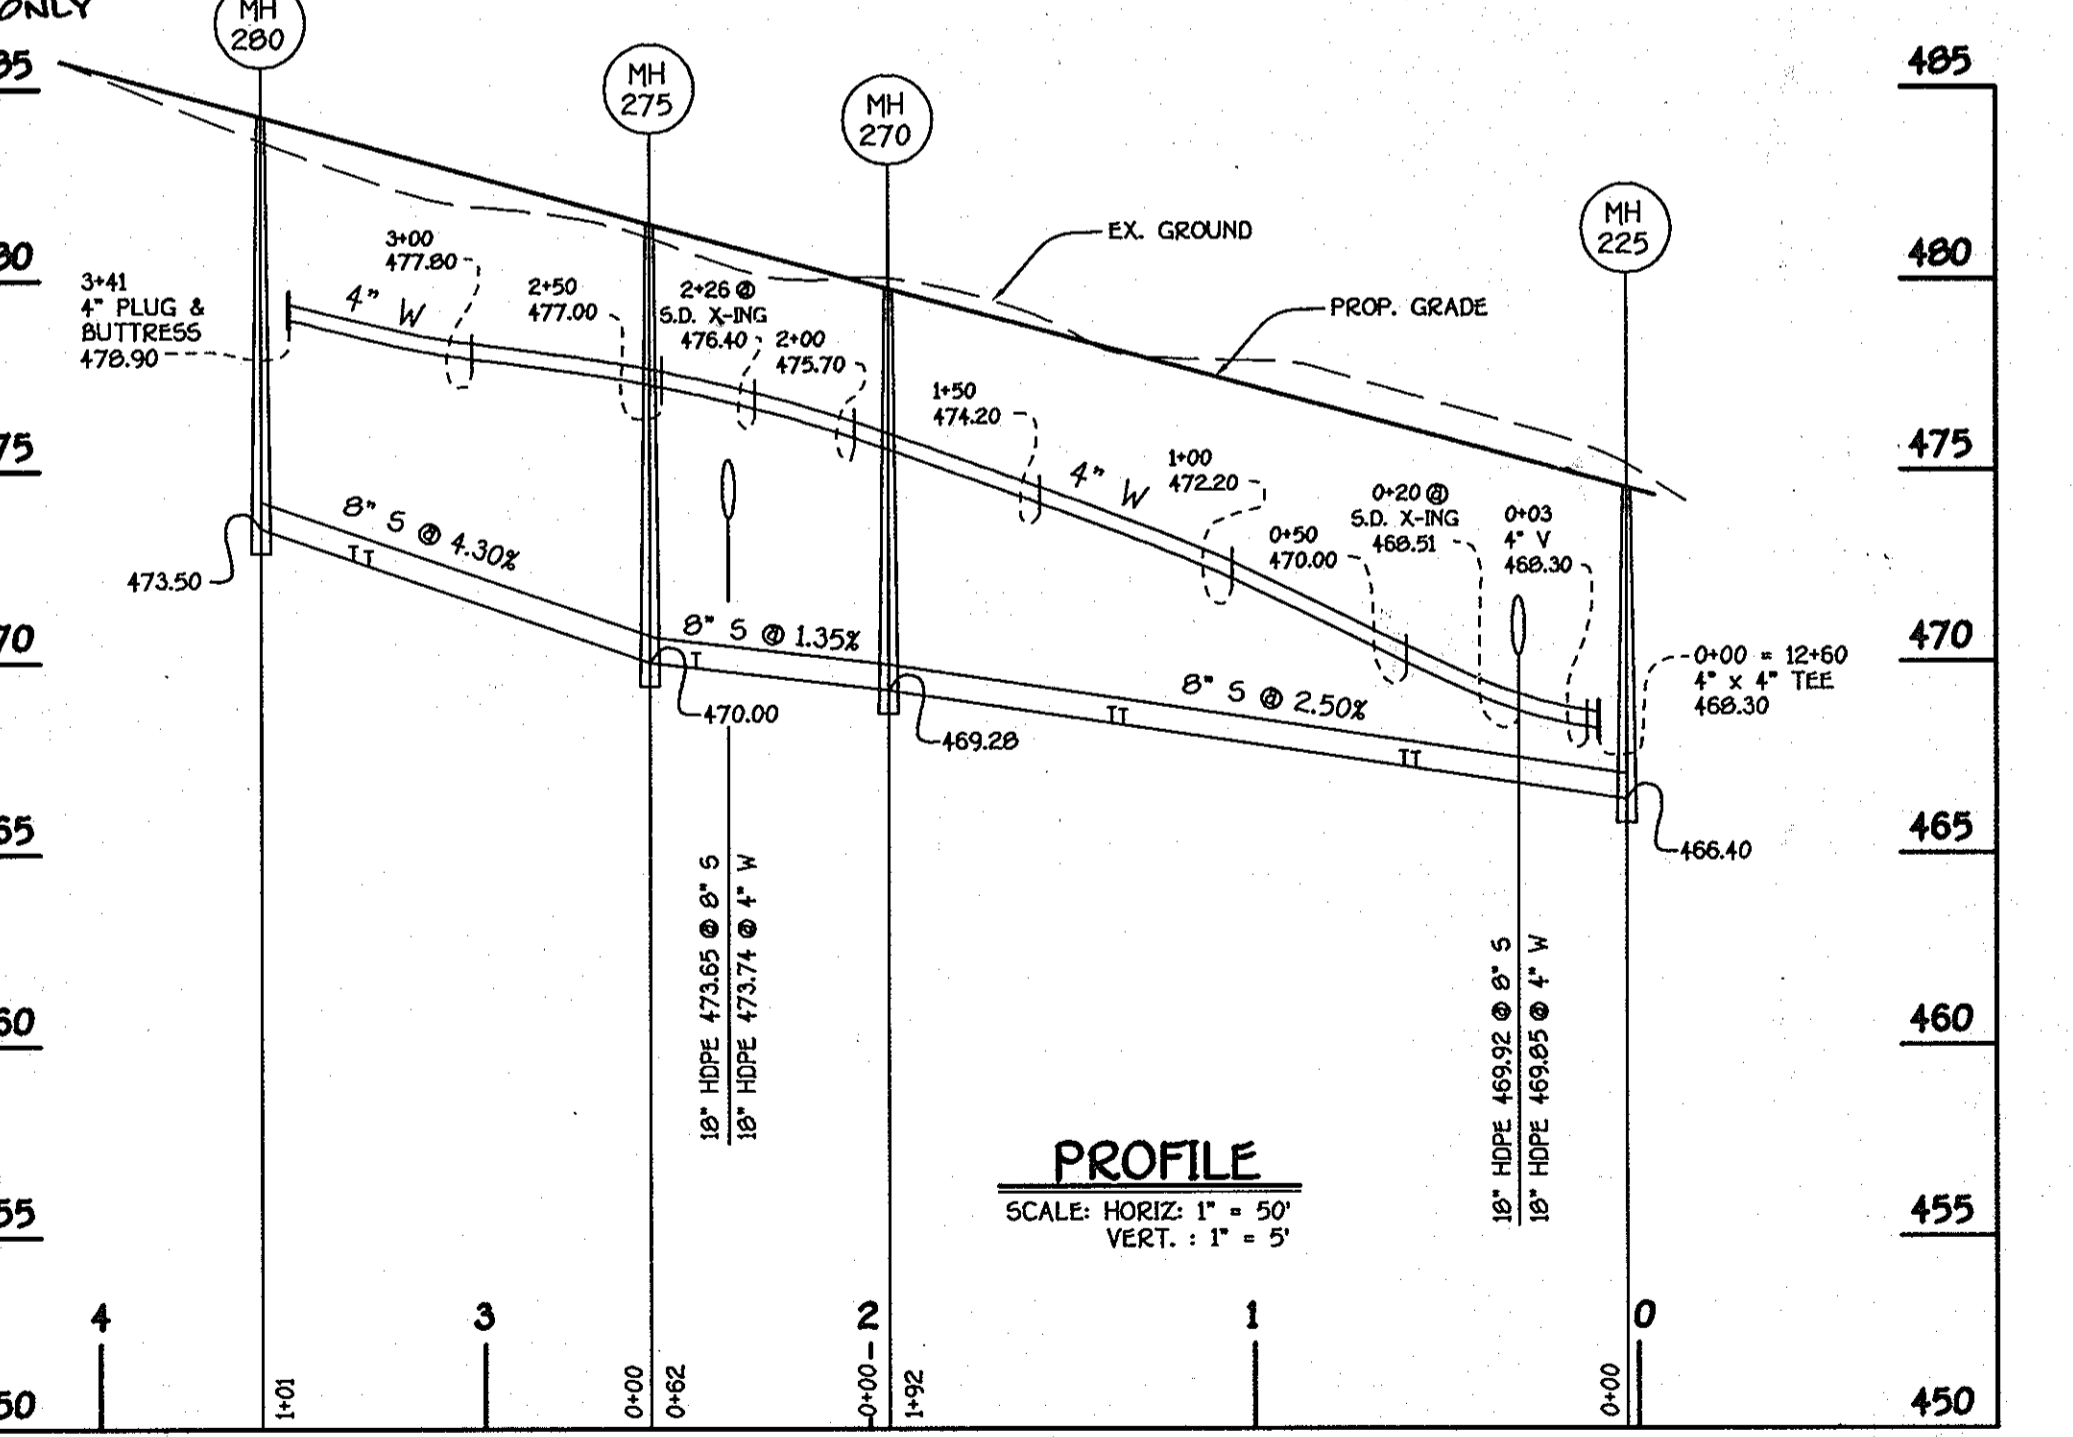 ONLY
MH
280
MH
275
MH
270
MH
225
35
30
75
70
65
60
55
50
485
480
475
470
465
460
455
450
EX. GROUND
PROP. GRADE
3+41
4" PLUG &
BUTTRESS
478.90
3+00
477.80
4" W
2+50
477.00
2+26 @
S.D. X-ING
476.40
2+00
475.70
1+50
474.20
4" W
1+00
472.20
0+50
470.00
0+20 @
S.D. X-ING
468.51
0+03
4" V
468.30
0+00 = 12+60
4" x 4" TEE
468.30
8" S @ 4.30%
473.50
8" S @ 1.35%
470.00
8" S @ 2.50%
469.28
466.40
18" HDPE 473.65 @ 8" S
18" HDPE 473.74 @ 4" W
18" HDPE 469.92 @ 8" S
18" HDPE 469.85 @ 4" W
PROFILE
SCALE: HORIZ: 1" = 50'
VERT. : 1" = 5'
4
3
2
1
0
1+01
0+00
0+62
0+00
1+92
0+00